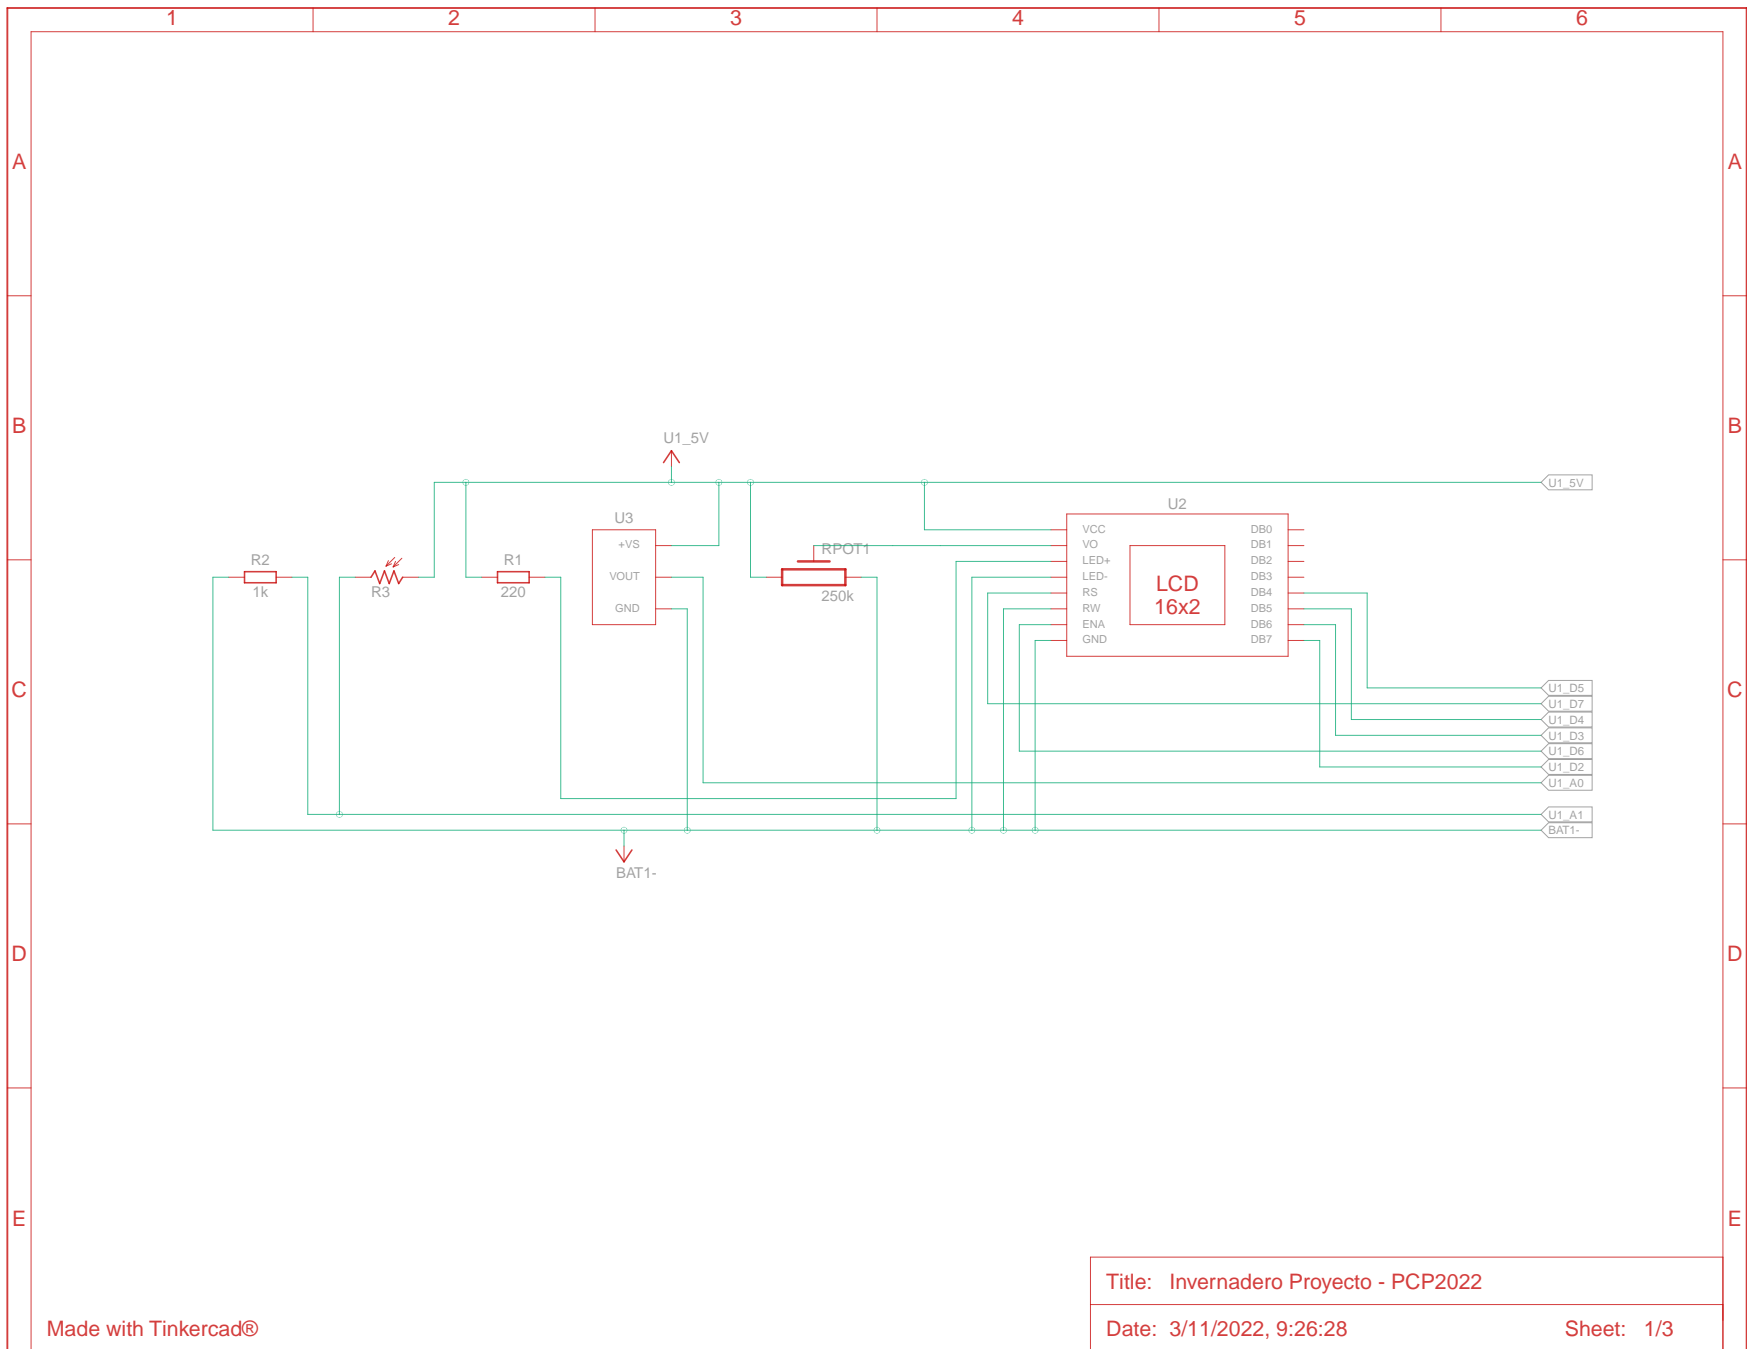 1 2 3 4 5 6
A A
B B
U1_5V
U1_5V
U2
U3
VCC DB0
+VS
VO DB1
RPOT1
R2 R1
LED+ DB2
LCD
VOUT
LED- DB3
1k R3 220
250k
RS DB4
16x2
GND
RW DB5
ENA DB6
GND DB7
C C
U1_D5
U1_D7
U1_D4
U1_D3
U1_D6
U1_D2
U1_A0
U1_A1
BAT1-
BAT1-
D D
E E
Title: Invernadero Proyecto - PCP2022
Made with Tinkercad®
Date: 3/11/2022, 9:26:28 Sheet: 1/3